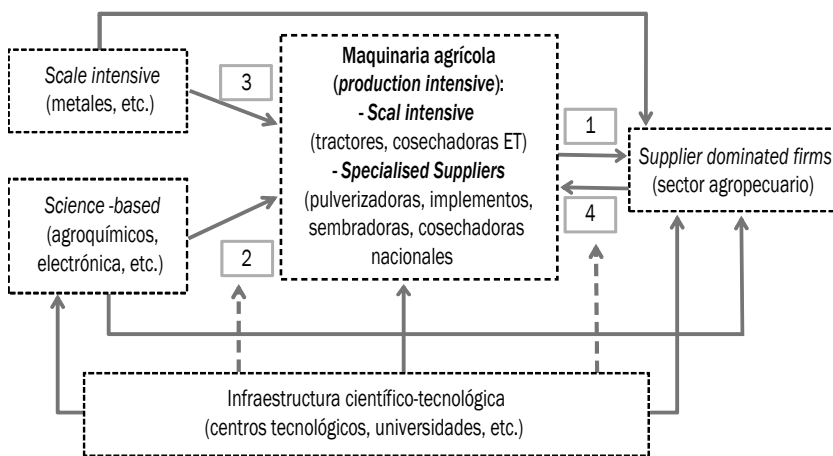 Scale intensive
(metales, etc.)
3
Maquinaria agrícola
(production intensive):
- Scal intensive
(tractores, cosechadoras ET)
- Specialised Suppliers
(pulverizadoras, implementos,
sembradoras, cosechadoras
nacionales
1
Supplier dominated firms
(sector agropecuario)
4
Science -based
(agroquímicos,
electrónica, etc.)
2
Infraestructura científico-tecnológica
(centros tecnológicos, universidades, etc.)